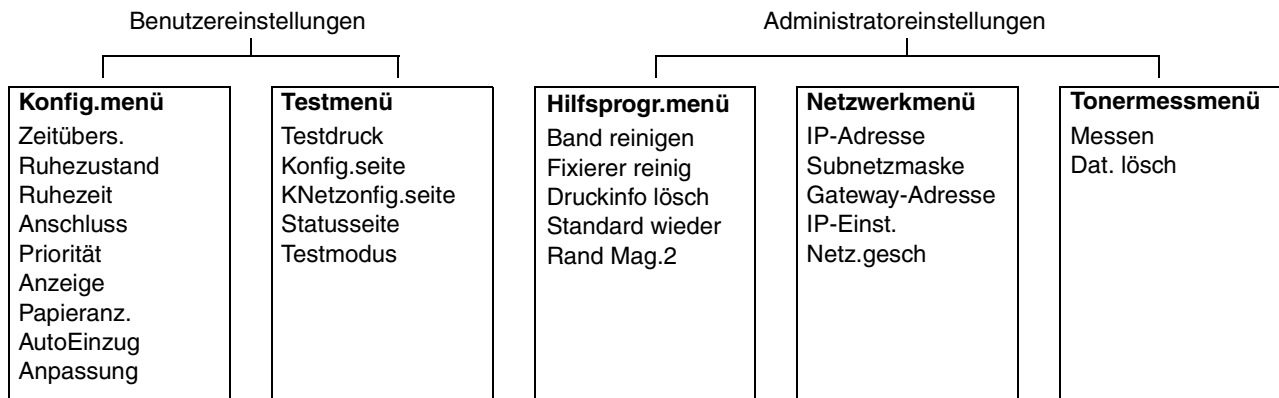 Benutzereinstellungen
Administratoreinstellungen
Konfig.menü
Zeitübers.
Ruhezustand
Ruhezeit
Anschluss
Priorität
Anzeige
Papieranz.
AutoEinzug
Anpassung
Testmenü
Testdruck
Konfig.seite
KNetzonfig.seite
Statusseite
Testmodus
Hilfsprogr.menü
Band reinigen
Fixierer reinig
Druckinfo lösch
Standard wieder
Rand Mag.2
Netzwerkmenü
IP-Adresse
Subnetzmaske
Gateway-Adresse
IP-Einst.
Netz.gesch
Tonermessmenü
Messen
Dat. lösch